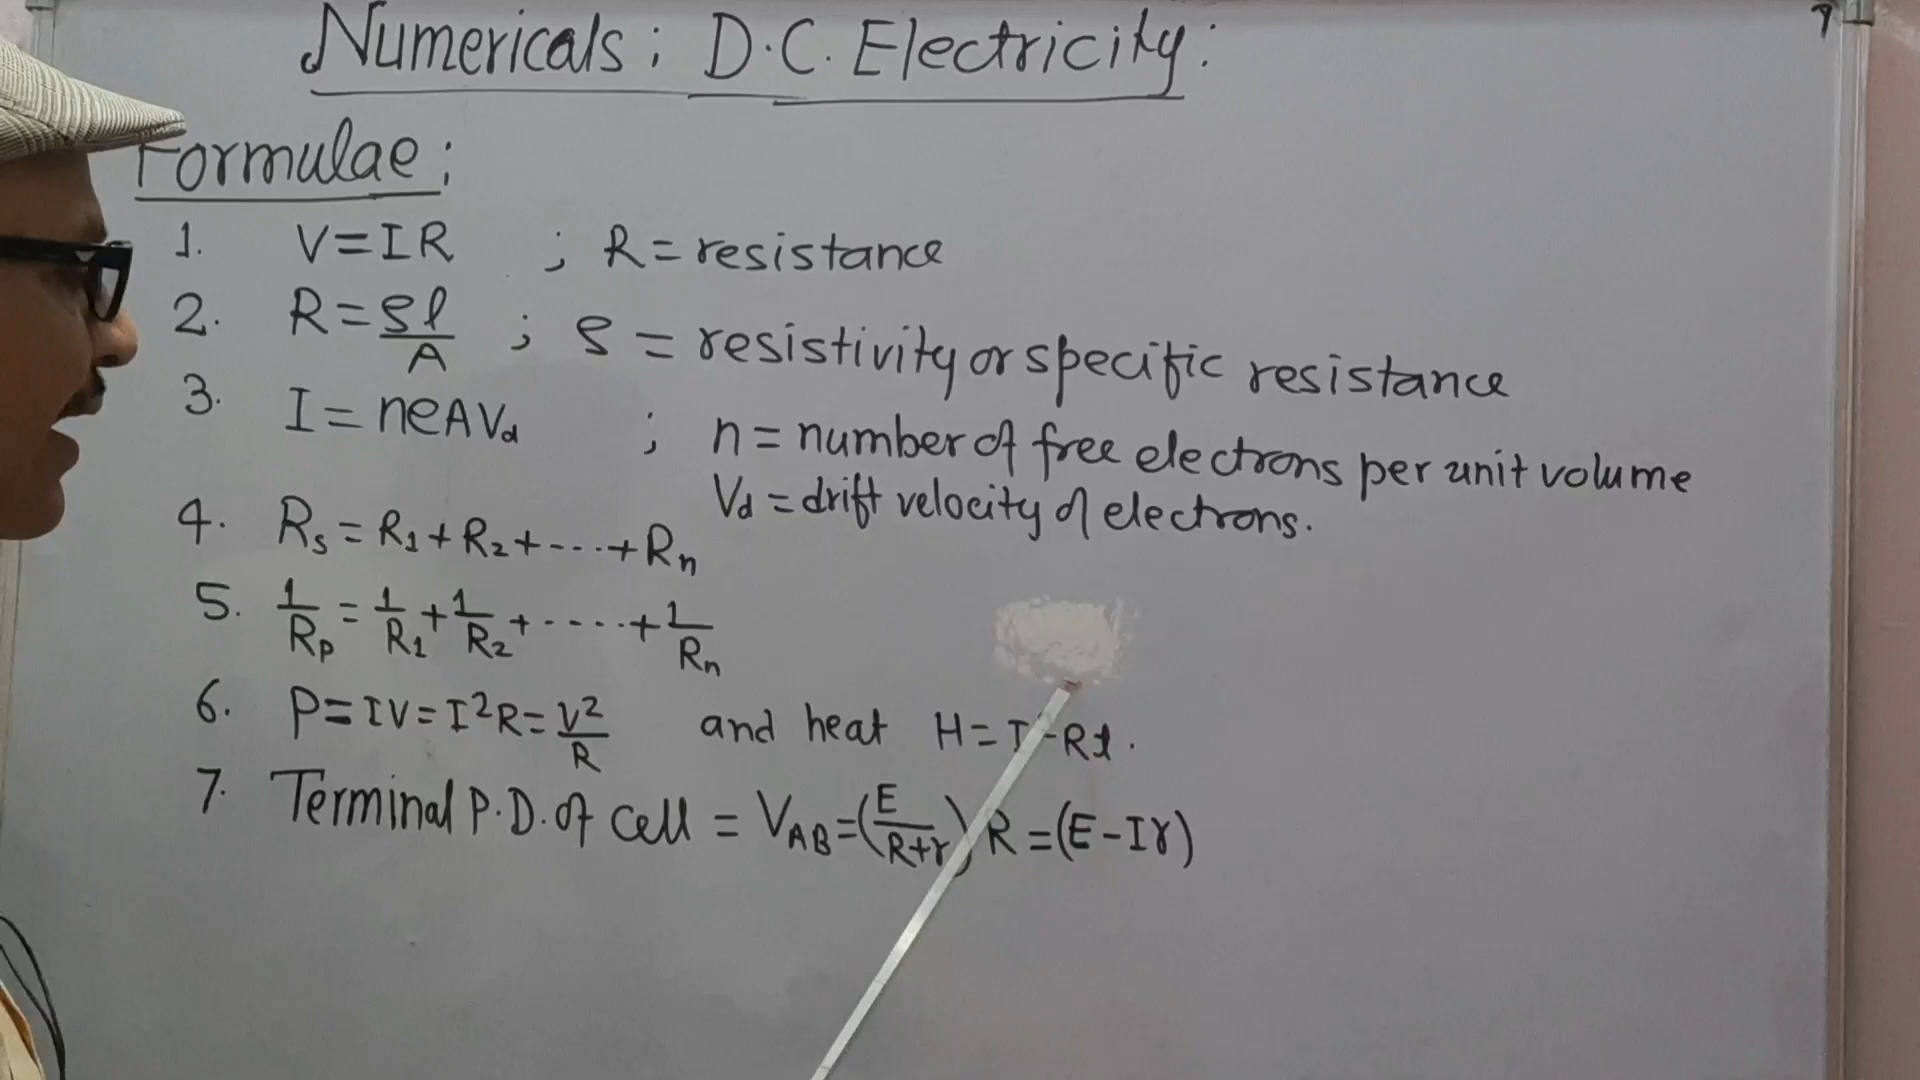 Numericals: D.C. Electricity:
Formulae:
1. V=IR ; R=resistance
2. R=ρl/A ; ρ = resistivity or specific resistance
3. I=neAVd ; n=number of free electrons per unit volume
Vd=drift velocity of electrons.
4. Rs=R1+R2+----+Rn
5. 1/Rp=1/R1+1/R2+----+1/Rn
6. P=IV=I²R=V²/R and heat H=I²Rt.
7. Terminal P.D. of cell = VAB=(E/(R+r))R=(E-Ir)